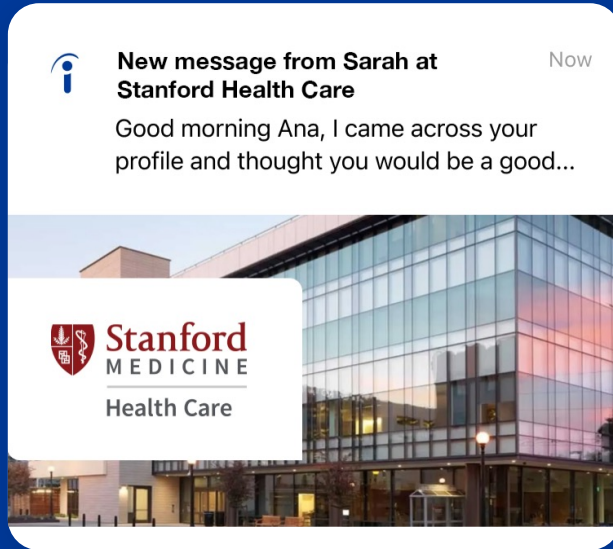 New message from Sarah at
Now
Stanford Health Care
Good morning Ana, I came across your
profile and thought you would be a good...
Stanford
MEDICINE
Health Care